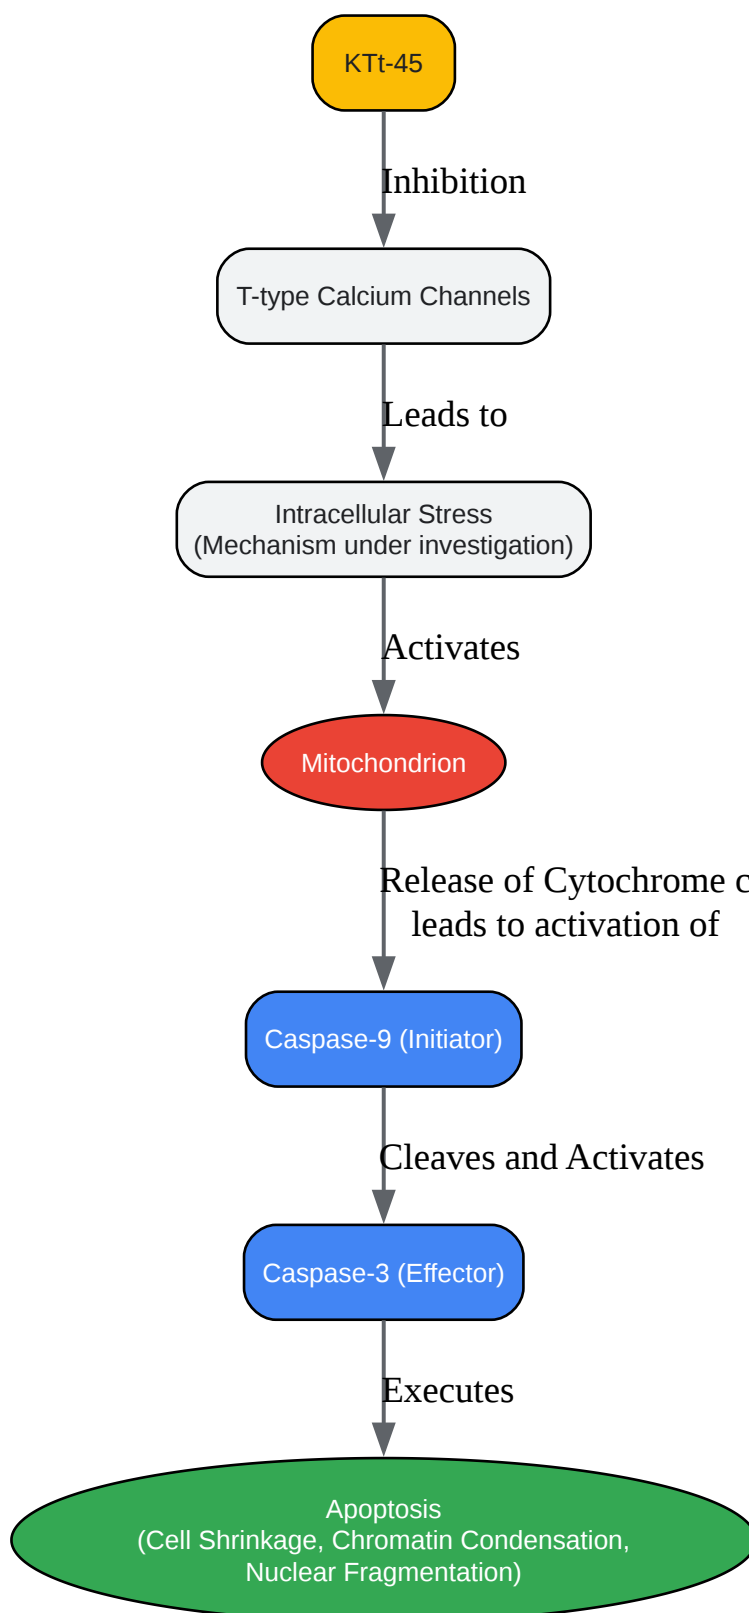 KTt-45
Inhibition
T-type Calcium Channels
Leads to
Intracellular Stress
(Mechanism under investigation)
Activates
Mitochondrion
Release of Cytochrome c
leads to activation of
Caspase-9 (Initiator)
Cleaves and Activates
Caspase-3 (Effector)
Executes
Apoptosis
(Cell Shrinkage, Chromatin Condensation,
Nuclear Fragmentation)